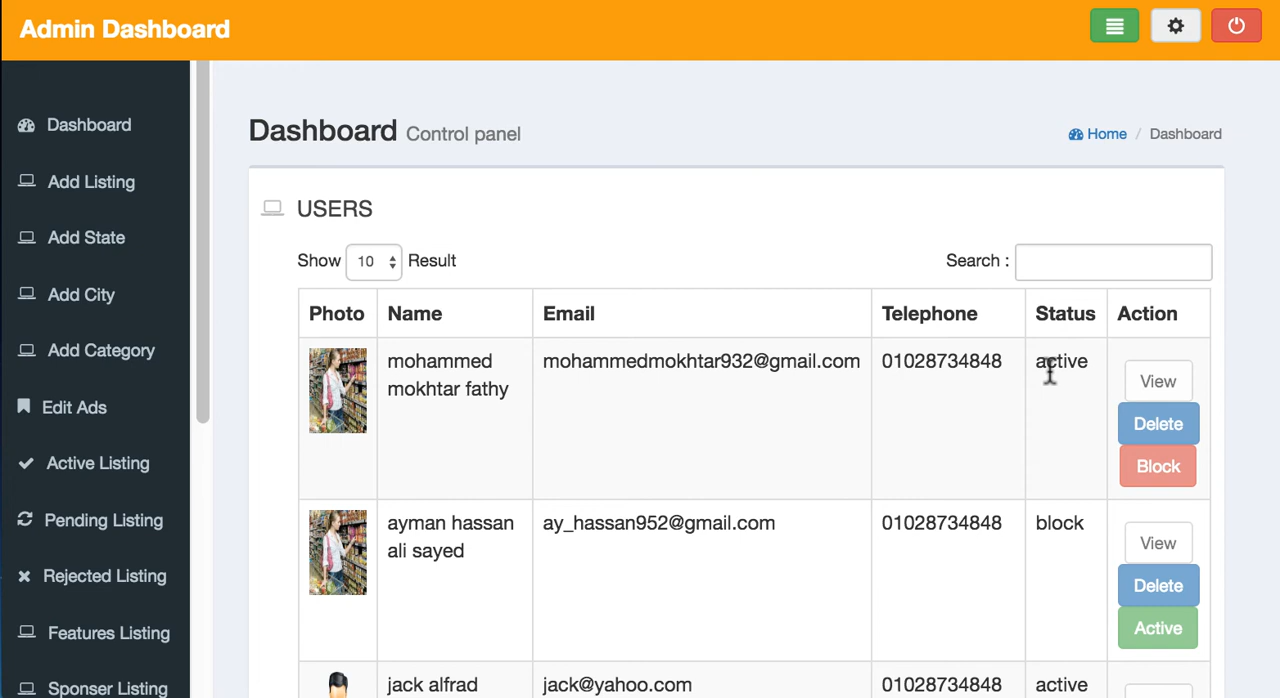 Admin Dashboard
Dashboard
Add Listing
Add State
Add City
Add Category
Edit Ads
Active Listing
Pending Listing
Rejected Listing
Features Listing
Sponser Listing
Dashboard Control panel
Home / Dashboard
USERS
Show 10 Result
Search :
Photo Name Email Telephone Status Action
mohammed mokhtarfathy mohammedmokhtar932@gmail.com 01028734848 active
View
Delete
Block
ayman hassan ay_hassan952@gmail.com 01028734848 block
ali sayed
View
Delete
Active
jack alfrad jack@yahoo.com 01028734848 active